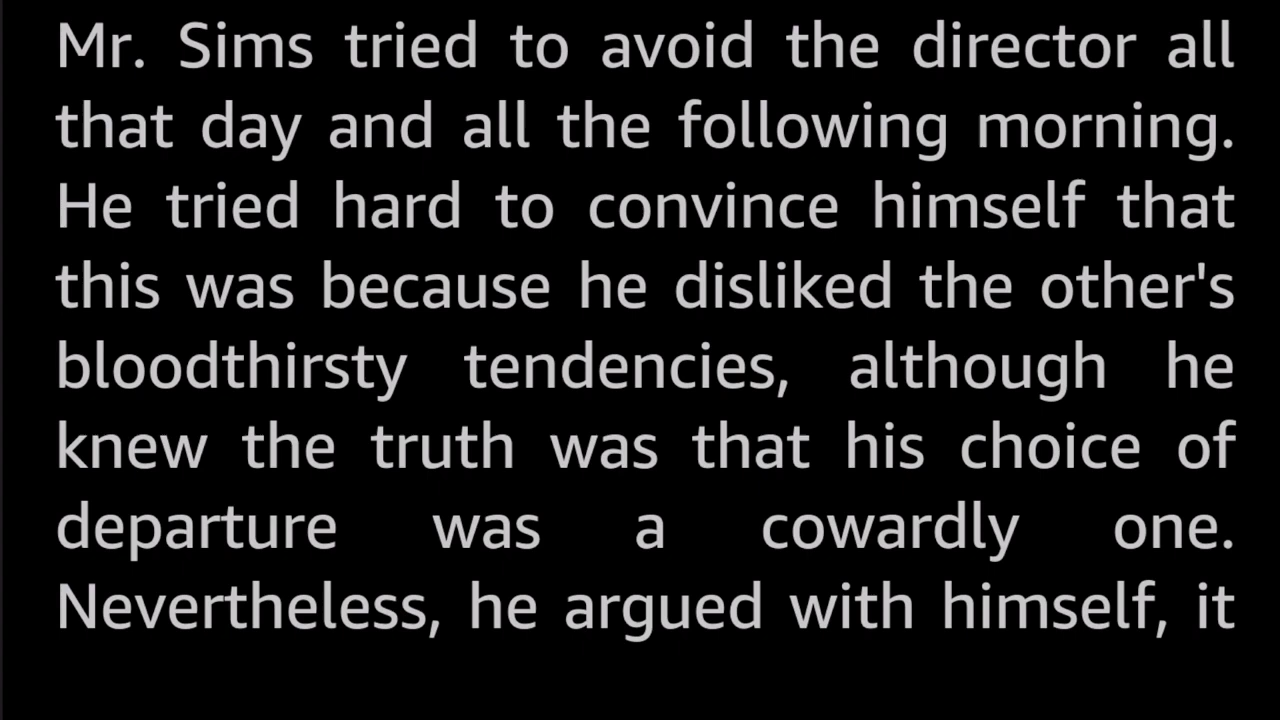 Mr. Sims tried to avoid the director all
that day and all the following morning.
He tried hard to convince himself that
this was because he disliked the other's
bloodthirsty tendencies, although he
knew the truth was that his choice of
departure was a cowardly one.
Nevertheless, he argued with himself, it